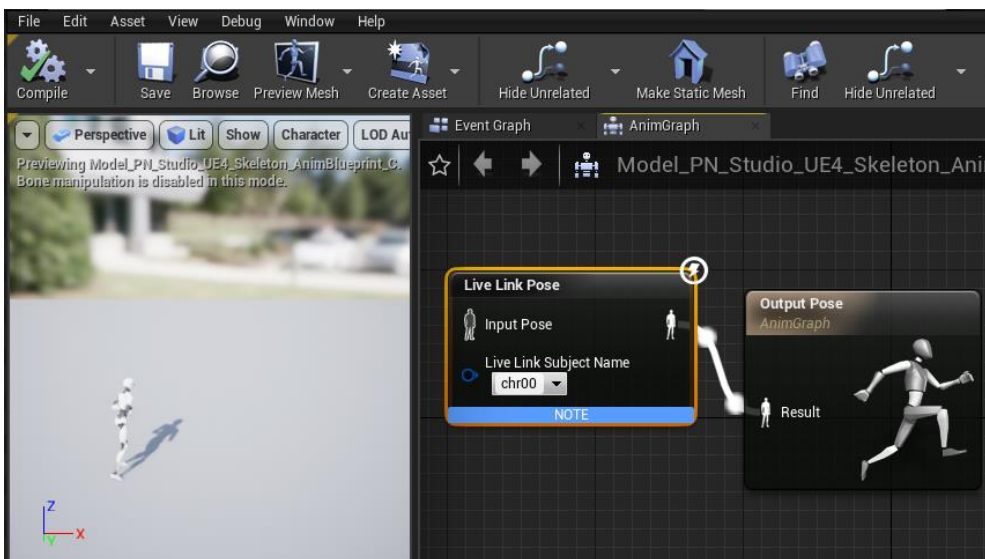 File Edit Asset View Debug Window Help
Compile Save Browse Preview Mesh Create Asset Hide Unrelated Make Static Mesh Find Hide Unrelated
Perspective Lit Show Character LOD Au
Previewing Model_PN_Studio_UE4_Skeleton_AnimBlueprint_C.
Bone manipulation is disabled in this mode.
Z
X
Y
Event Graph AnimGraph
Model_PN_Studio_UE4_Skeleton_Ani
Live Link Pose
Input Pose
Live Link Subject Name
chr00
NOTE
Output Pose
AnimGraph
Result